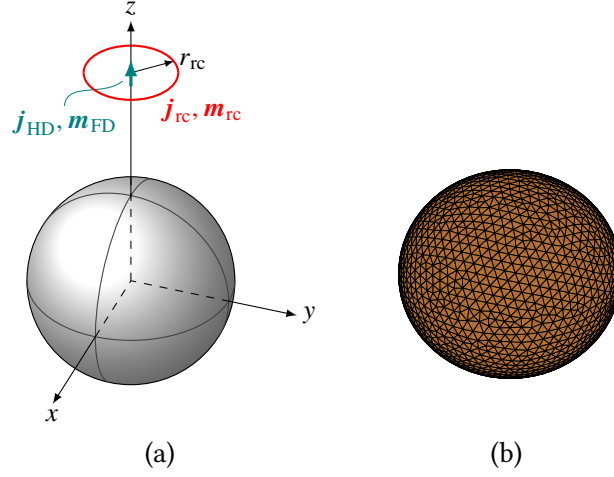 z
r_rc
j_HD, m_FD
j_rc, m_rc
y
x
(a)
(b)